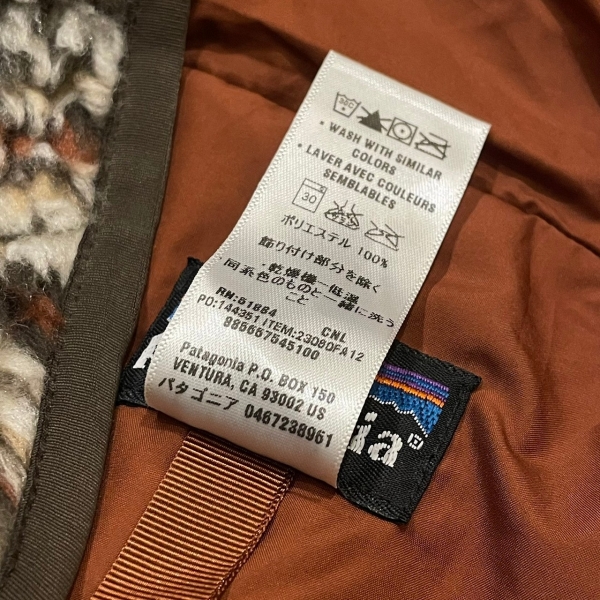 30°C
• WASH WITH SIMILAR
COLORS
• LAVER AVEC COULEURS
SEMBLABLES
30
ポリエステル 100%
飾り付け部分を除く
・乾燥機－低温
同系色のものと一緒に洗う
こと
RN:51884 CNL
PO:144351 ITEM:23080FA12
885667545100
Patagonia P.O. BOX 150
VENTURA, CA 93002 US
パタゴニア 0467238961
ia